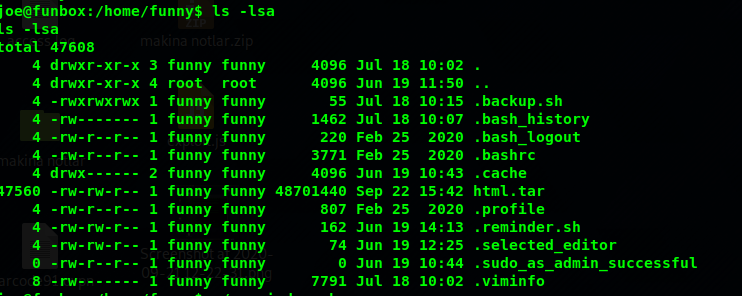 joe@funbox:/home/funny$ ls -lsa
ls -lsa
makina notlar.zip
total 47608
4 drwxr-xr-x 3 funny funny 4096 Jul 18 10:02 .
4 drwxr-xr-x 4 root root 4096 Jun 19 11:50 ..
4 -rwxrwxrwx 1 funny funny 55 Jul 18 10:15 .backup.sh
4 -rw------- 1 funny funny 1462 Jul 18 10:07 .bash_history
4 -rw-r--r-- 1 funny funny 220 Feb 25 2020 .bash_logout
4 -rw-r--r-- 1 funny funny 3771 Feb 25 2020 .bashrc
4 drwx------ 2 funny funny 4096 Jun 19 10:43 .cache
47560 -rw-rw-r-- 1 funny funny 48701440 Sep 22 15:42 html.tar
4 -rw-r--r-- 1 funny funny 807 Feb 25 2020 .profile
4 -rw-rw-r-- 1 funny funny 162 Jun 19 14:13 .reminder.sh
4 -rw-rw-r-- 1 funny funny 74 Jun 19 12:25 .selected_editor
0 -rw-r--r-- 1 funny funny 0 Jun 19 10:44 .sudo_as_admin_successful
8 -rw------- 1 funny funny 7791 Jul 18 10:02 .viminfo